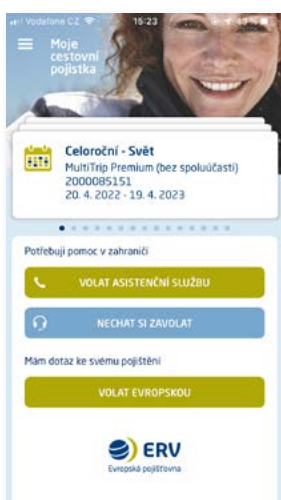 Vodafone CZ 15:23 43 %
Moje
cestovní
pojistka
Celoroční - Svět
MultiTrip Premium (bez spoluúčasti)
2000085151
20. 4. 2022 - 19. 4. 2023
Potřebuji pomoc v zahraničí
VOLAT ASISTENČNÍ SLUŽBU
NECHAT SI ZAVOLAT
Mám dotaz ke svému pojištění
VOLAT EVROPSKOU
ERV
Evropská pojišťovna